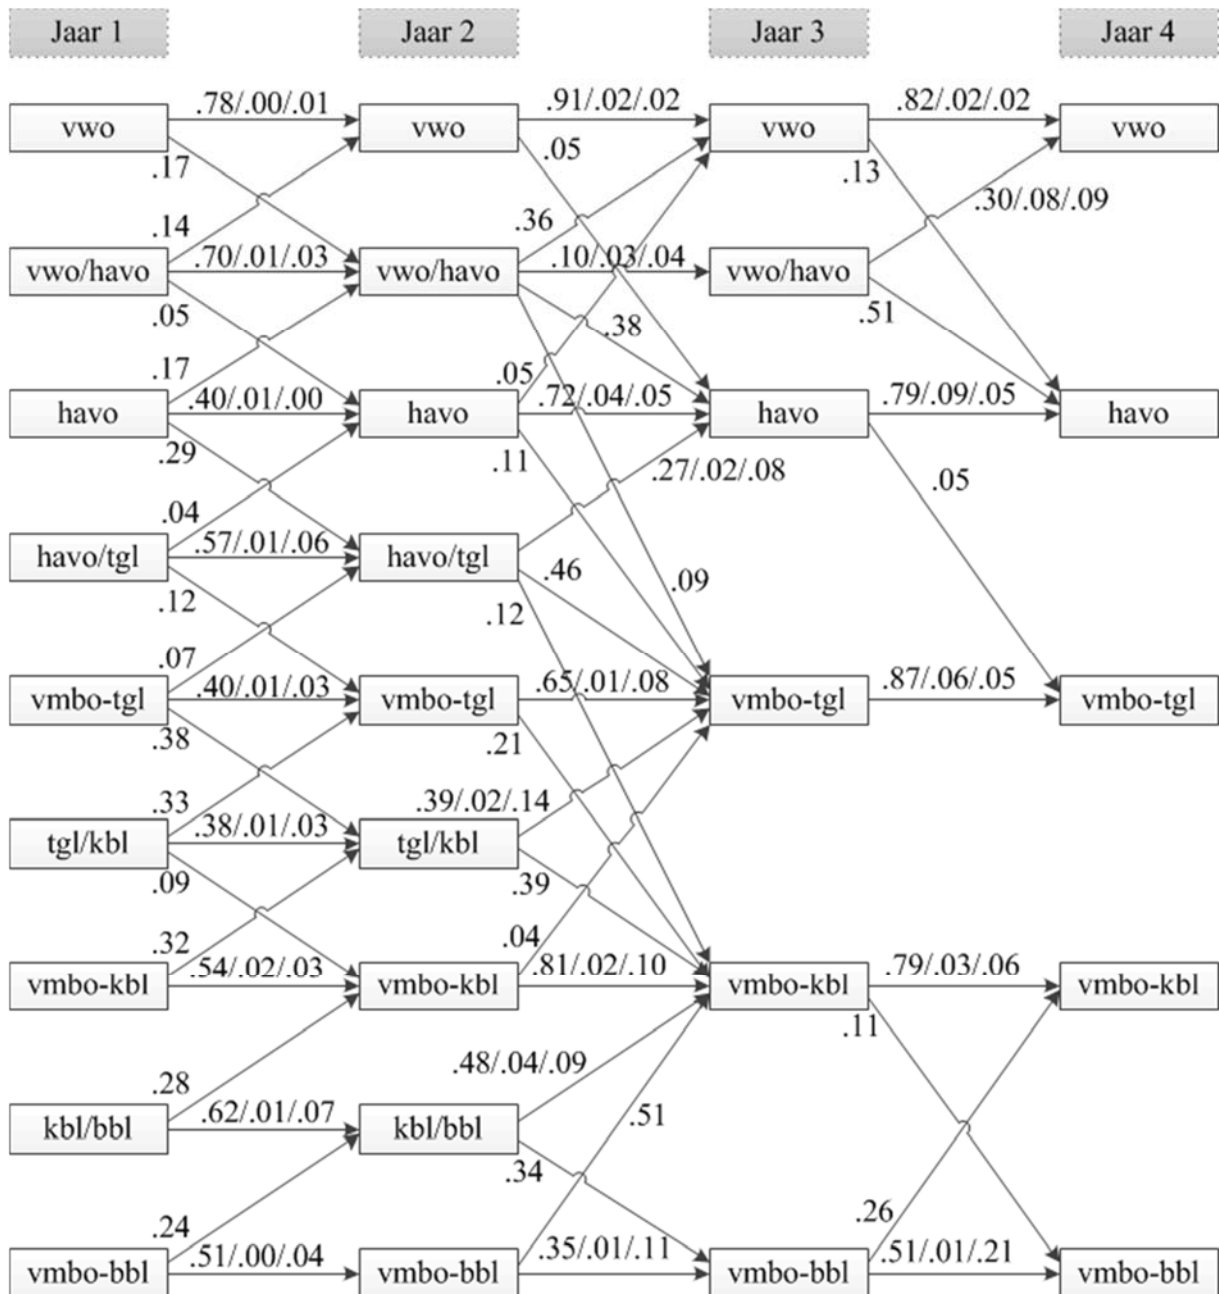 Jaar 1 Jaar 2 Jaar 3 Jaar 4
.78/.00/.01 .91/.02/.02 .82/.02/.02
vwo vwo vwo vwo
.17 .05 .13
.14 .36 .30/.08/.09
.70/.01/.03 .10/.03/.04
vwo/havo vwo/havo vwo/havo
.05 .38 .51
.17 .05
.40/.01/.00 .72/.04/.05 .79/.09/.05
havo havo havo havo
.29 .11 .27/.02/.08 .05
.04
.57/.01/.06
havo/tgl havo/tgl .46 .09
.12 .12
.07
.40/.01/.03 .65/.01/.08 .87/.06/.05
vmbo-tgl vmbo-tgl vmbo-tgl vmbo-tgl
.38 .21
.33 .39/.02/.14
.38/.01/.03
tgl/kbl tgl/kbl
.09 .39
.32 .04
.54/.02/.03 .81/.02/.10 .79/.03/.06
vmbo-kbl vmbo-kbl vmbo-kbl vmbo-kbl
.11
.28 .48/.04/.09
.62/.01/.07 .51
kbl/bbl kbl/bbl
.34
.24 .26
.51/.00/.04 .35/.01/.11 .51/.01/.21
vmbo-bbl vmbo-bbl vmbo-bbl vmbo-bbl